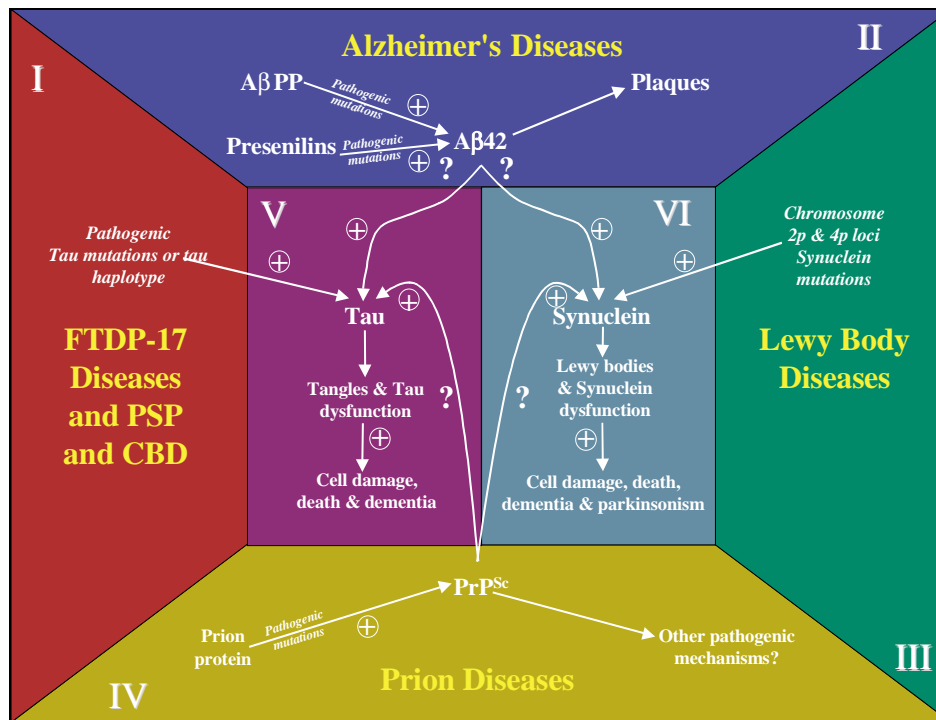 Alzheimer's Diseases
II
I
AβPP
Pathogenic
mutations
⊕
Plaques
Presenilins
Pathogenic
mutations
⊕
Aβ42
?
?
V
VI
Pathogenic
Tau mutations or tau
haplotype
⊕
⊕
⊕
⊕
Chromosome
2p & 4p loci
Synuclein
mutations
⊕
⊕
Tau
Synuclein
FTDP-17
Diseases
and PSP
and CBD
Tangles & Tau
dysfunction
?
?
Lewy bodies
& Synuclein
dysfunction
Lewy Body
Diseases
⊕
⊕
Cell damage,
death & dementia
Cell damage, death,
dementia & parkinsonism
PrPSc
Prion
protein
Pathogenic
mutations
⊕
Other pathogenic
mechanisms?
Prion Diseases
IV
III